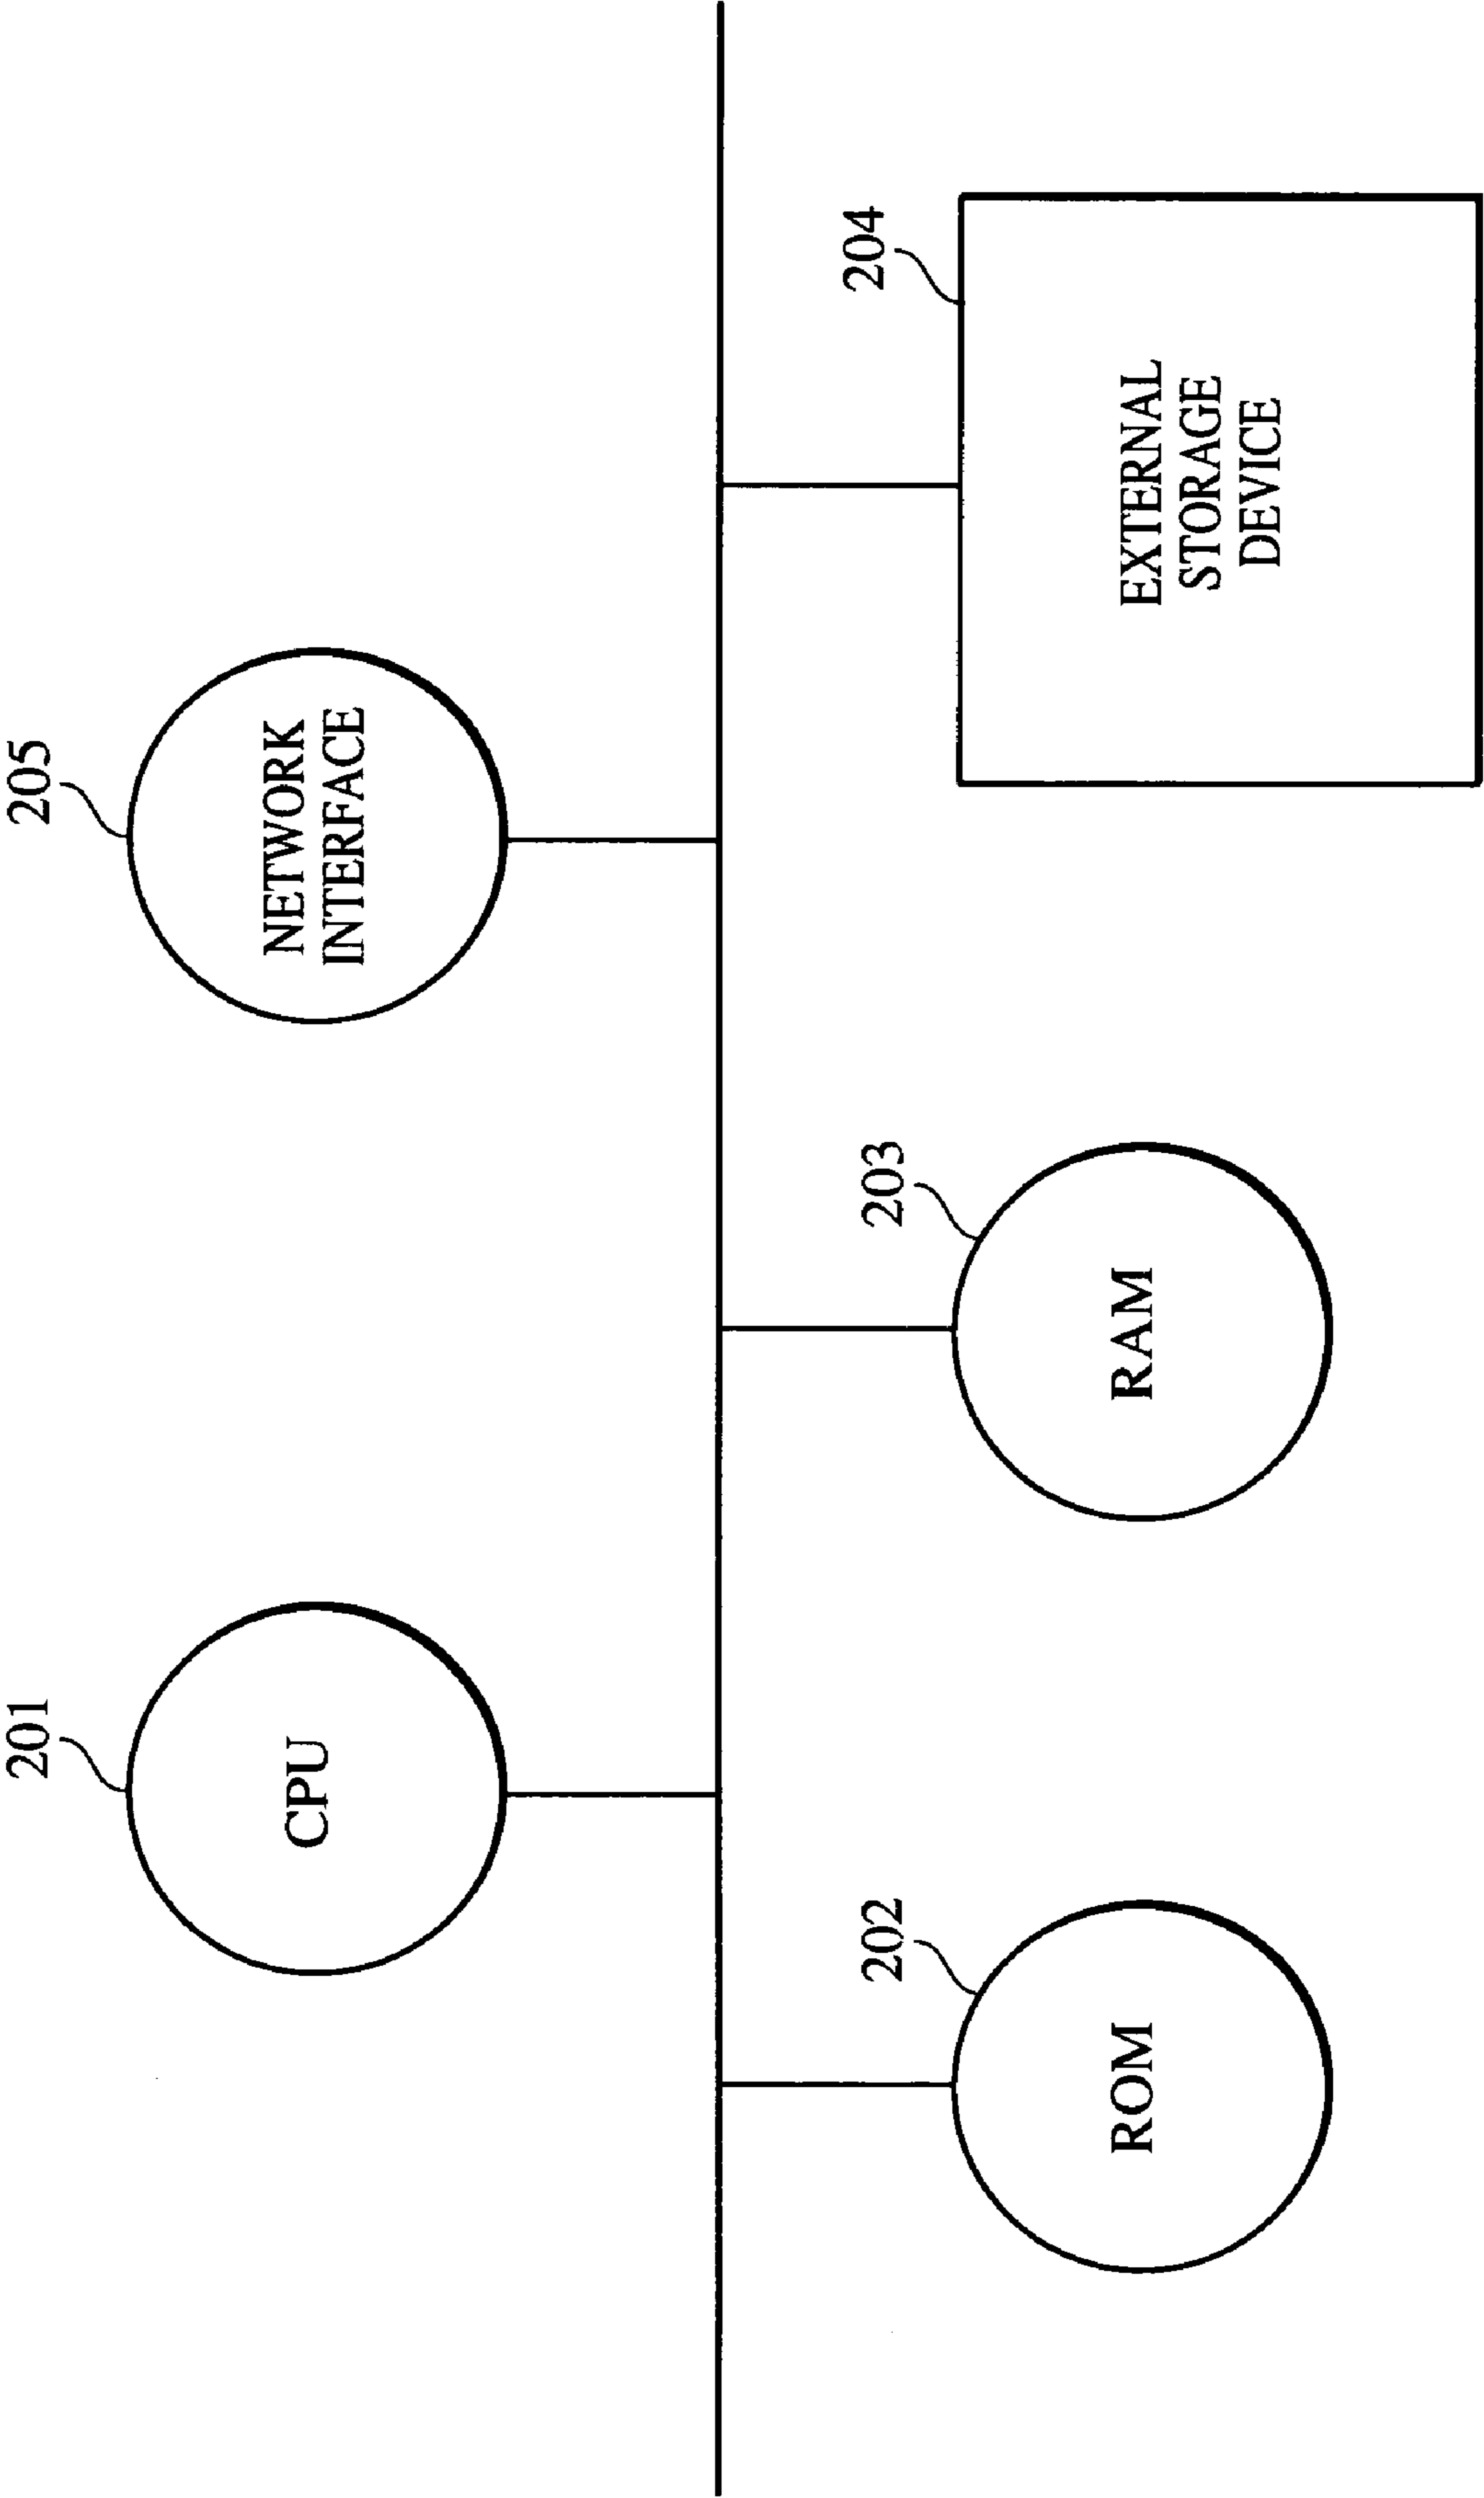 201
CPU
205
NETWORK
INTERFACE
202
ROM
203
RAM
204
EXTERNAL
STORAGE
DEVICE